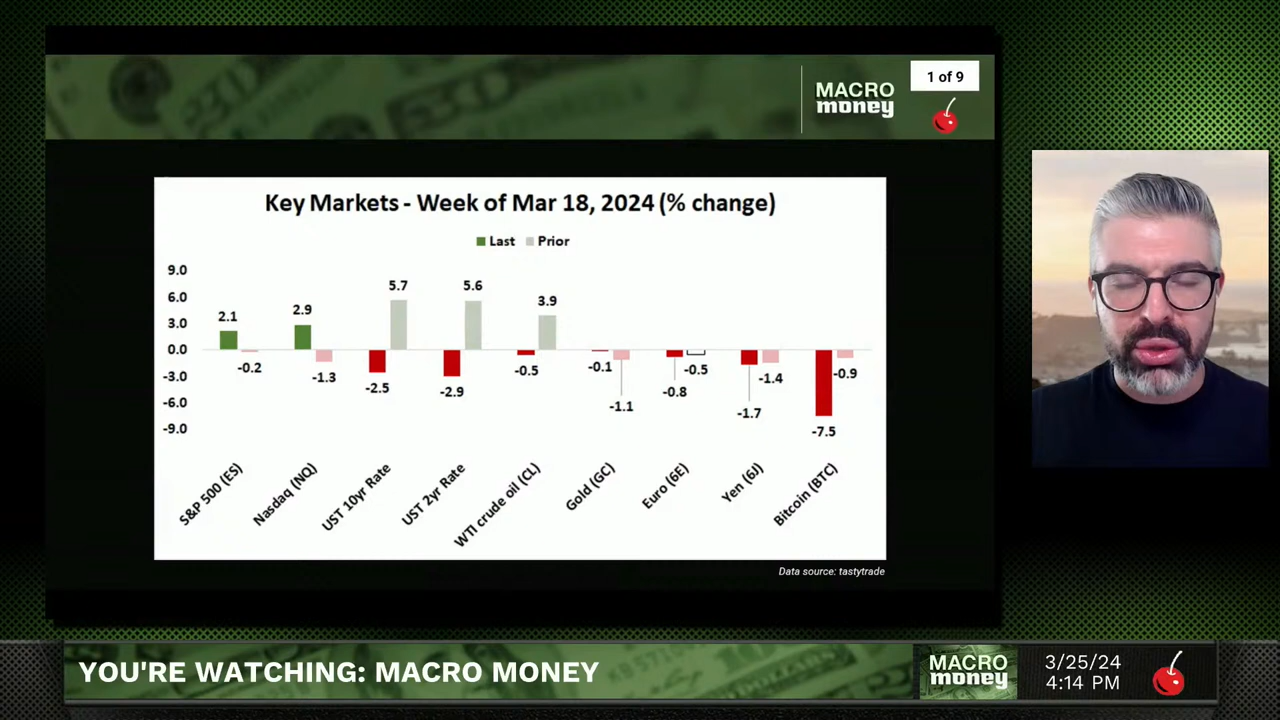 1 of 9
MACRO
money
Key Markets - Week of Mar 18, 2024 (% change)
Last Prior
9.0
6.0
3.0
0.0
-3.0
-6.0
-9.0
2.1
-0.2
2.9
-1.3
-2.5
5.7
-2.9
5.6
-0.5
3.9
-0.1
-1.1
-0.8
-0.5
-1.7
-1.4
-7.5
-0.9
S&P 500 (ES)
Nasdaq (NQ)
UST 10yr Rate
UST 2yr Rate
WTI crude oil (CL)
Gold (GC)
Euro (6E)
Yen (6J)
Bitcoin (BTC)
Data source: tastytrade
YOU'RE WATCHING: MACRO MONEY
MACRO
money
3/25/24
4:14 PM